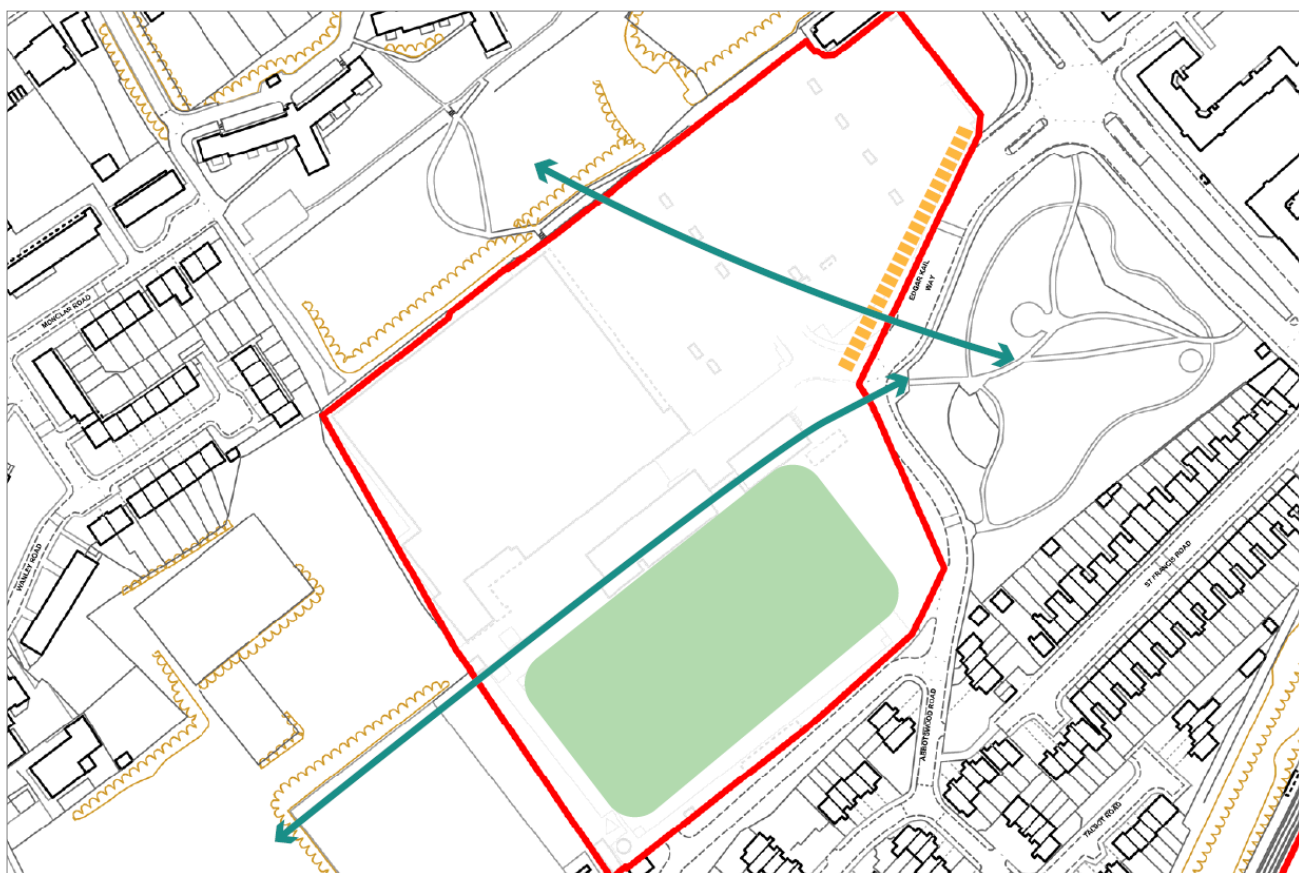 MONCLAR ROAD
WANLEY ROAD
EDGAR KAIL
WAY
ST FRANCIS ROAD
ABBOTSWOOD ROAD
TALBOT ROAD